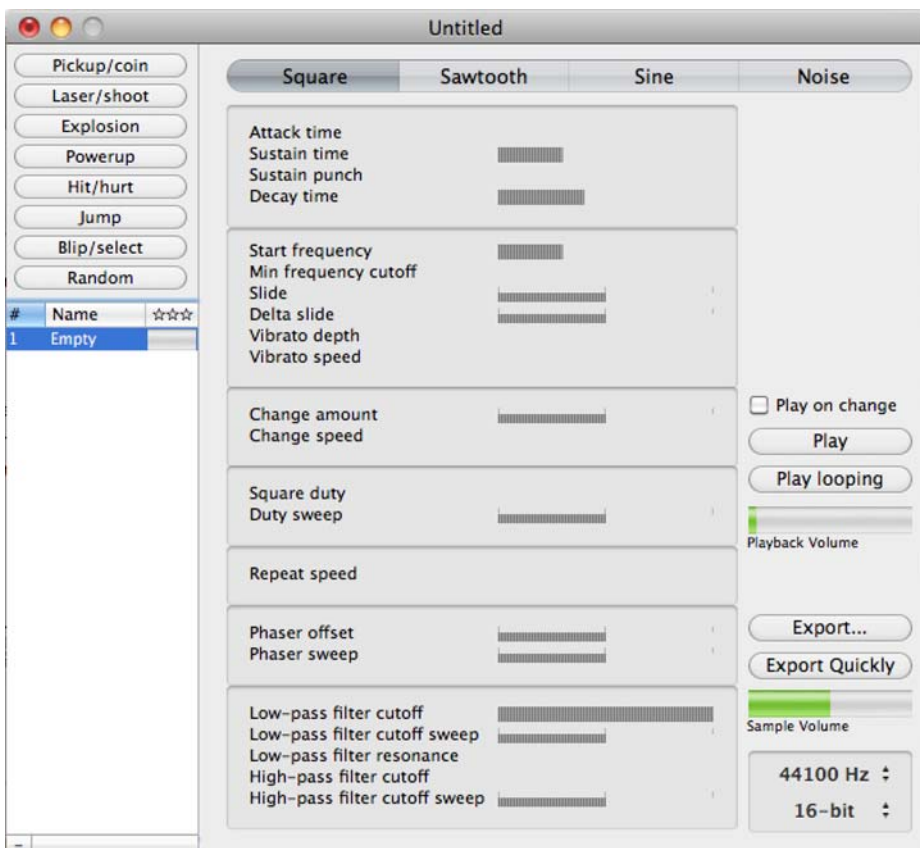 Untitled
Pickup/coin
Laser/shoot
Explosion
Powerup
Hit/hurt
Jump
Blip/select
Random
# Name ☆☆☆
1 Empty
Square Sawtooth Sine Noise
Attack time
Sustain time
Sustain punch
Decay time
Start frequency
Min frequency cutoff
Slide
Delta slide
Vibrato depth
Vibrato speed
Change amount
Change speed
Square duty
Duty sweep
Repeat speed
Phaser offset
Phaser sweep
Low-pass filter cutoff
Low-pass filter cutoff sweep
Low-pass filter resonance
High-pass filter cutoff
High-pass filter cutoff sweep
Play on change
Play
Play looping
Playback Volume
Export...
Export Quickly
Sample Volume
44100 Hz
16-bit